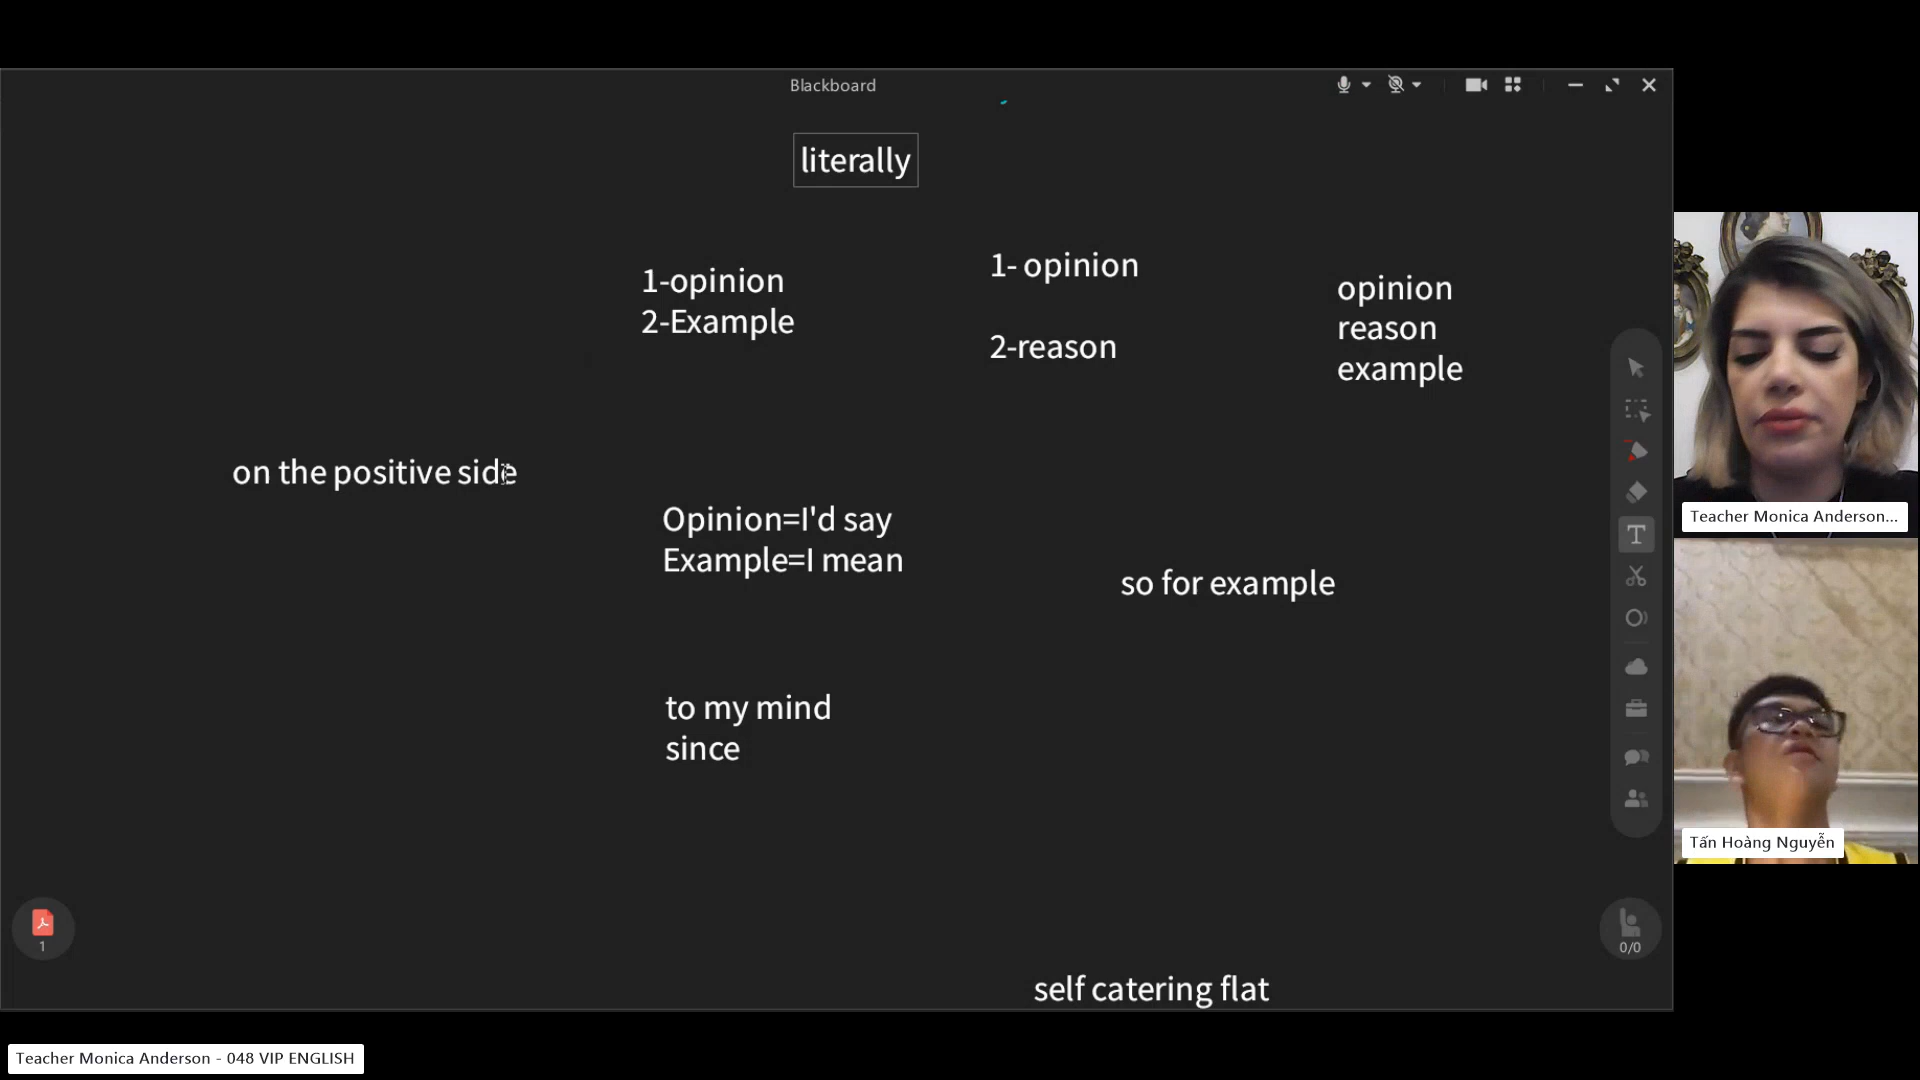 Blackboard
literally
1-opinion
2-Example
1- opinion
2-reason
opinion
reason
example
on the positive side
Opinion=I'd say
Example=I mean
so for example
to my mind
since
self catering flat
T
1
0/0
Teacher Monica Anderson...
Tấn Hoàng Nguyễn
Teacher Monica Anderson - 048 VIP ENGLISH